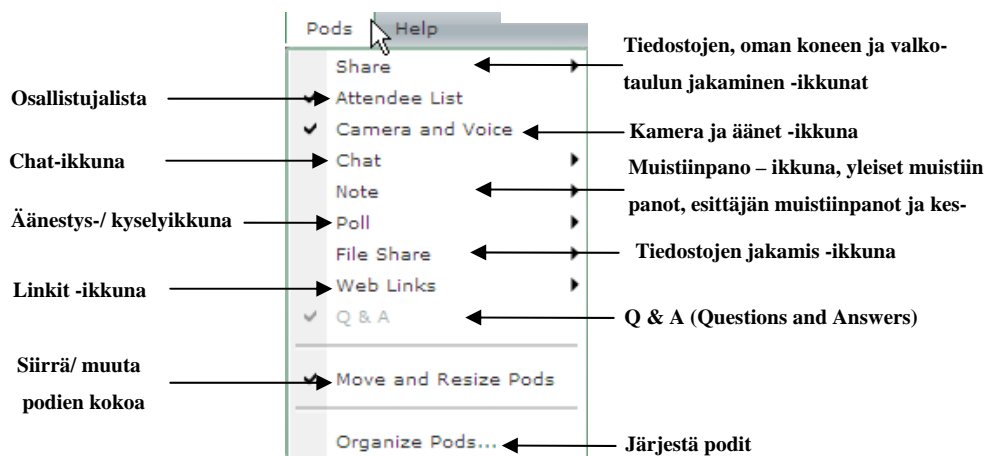 Pods Help
Share
Attendee List
Camera and Voice
Chat
Note
Poll
File Share
Web Links
Q & A
Move and Resize Pods
Organize Pods...
Osallistujalista
Chat-ikkuna
Äänestys-/ kyselyikkuna
Linkit -ikkuna
Siirrä/ muuta
podien kokoa
Tiedostojen, oman koneen ja valko-
taulun jakaminen -ikkunat
Kamera ja äänet -ikkuna
Muistiinpano – ikkuna, yleiset muistiin
panot, esittäjän muistiinpanot ja kes-
Tiedostojen jakamis -ikkuna
Q & A (Questions and Answers)
Järjestä podit